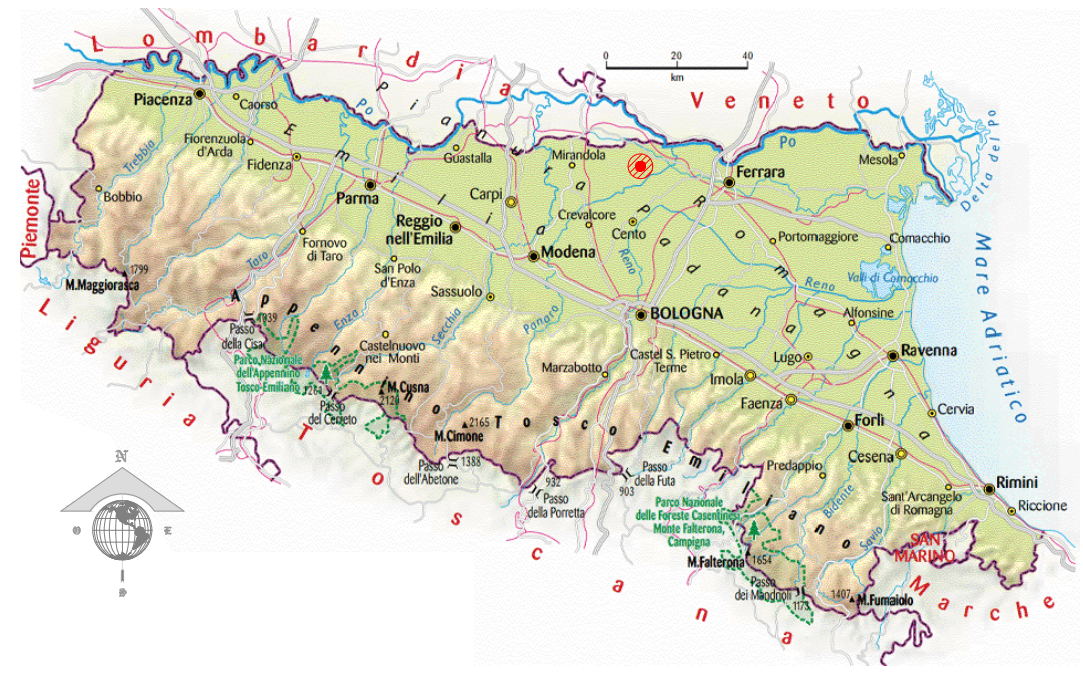 Lombardia
Veneto
Piemonte
Liguria
Toscana
Marche
SAN
MARINO
Mare Adriatico
Delta del Po
Pianura Padana
Emilia
Romagna
Appennino Tosco Emiliano
0 20 40
km
Piacenza
Caorso
Po
Trebbia
Fiorenzuola
d'Arda
Fidenza
Guastalla
Mirandola
Po
Ferrara
Mesola
Bobbio
Parma
Carpi
Reggio
nell'Emilia
Crevalcore
Cento
Portomaggiore
Comacchio
Fornovo
di Taro
Taro
San Polo
d'Enza
Modena
Reno
Reno
Valli di Comacchio
1799
M.Maggiorasca
Sassuolo
Enza
Secchia
Panaro
BOLOGNA
Alfonsine
1939
Passo
della Cisa
Castelnuovo
nei Monti
Marzabotto
Castel S. Pietro
Terme
Lugo
Ravenna
Parco Nazionale
dell'Appennino
Tosco-Emiliano
1261
Passo
del Cerreto
M.Cusna
2120
Imola
Faenza
Forlì
Cervia
2165
M.Cimone
Passo
dell'Abetone
1388
932
Passo
della Porretta
903
Passo
della Futa
Predappio
Cesena
Rimini
Riccione
Sant'Arcangelo
di Romagna
Bidente
Savio
Parco Nazionale
delle Foreste Casentinesi,
Monte Falterona,
Campigna
M.Falterona
1654
Passo
dei Mandrioli
1173
1407
M.Fumaiolo
N
O
E
S